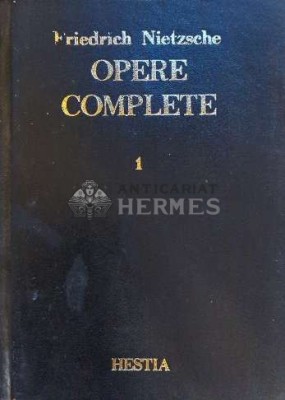 Friedrich Nietzsche
OPERE
COMPLETE
1
ANTICARIAT
HERMES
HESTIA